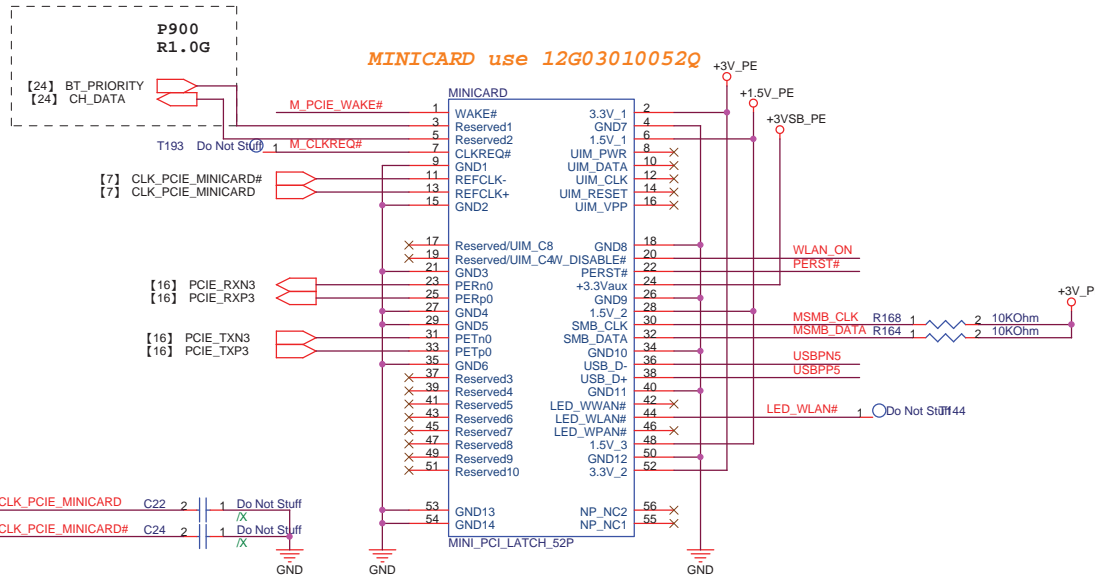 P900
R1.0G
MINICARD use 12G03010052Q
+3V_PE
+1.5V_PE
+3VSB_PE
【24】 BT_PRIORITY
【24】 CH_DATA
MINICARD
M_PCIE_WAKE# 1 WAKE# 3.3V_1 2
3 Reserved1 GND7 4
5 Reserved2 1.5V_1 6
T193 Do Not Stuff 1 M_CLKREQ# 7 CLKREQ# UIM_PWR 8
9 GND1 UIM_DATA 10
【7】 CLK_PCIE_MINICARD# 11 REFCLK- UIM_CLK 12
【7】 CLK_PCIE_MINICARD 13 REFCLK+ UIM_RESET 14
15 GND2 UIM_VPP 16
17 Reserved/UIM_C8 GND8 18
19 Reserved/UIM_C4 W_DISABLE# 20 WLAN_ON
21 GND3 PERST# 22 PERST#
【16】 PCIE_RXN3 23 PERn0 +3.3Vaux 24
【16】 PCIE_RXP3 25 PERp0 GND9 26
+3V_P
27 GND4 1.5V_2 28
29 GND5 SMB_CLK 30 MSMB_CLK R168 1 2 10KOhm
【16】 PCIE_TXN3 31 PETn0 SMB_DATA 32 MSMB_DATA R164 1 2 10KOhm
【16】 PCIE_TXP3 33 PETp0 GND10 34
35 GND6 USB_D- 36 USBPN5
37 Reserved3 USB_D+ 38 USBPP5
39 Reserved4 GND11 40
41 Reserved5 LED_WWAN# 42
43 Reserved6 LED_WLAN# 44 LED_WLAN# 1 Do Not Stuff T144
45 Reserved7 LED_WPAN# 46
47 Reserved8 1.5V_3 48
49 Reserved9 GND12 50
51 Reserved10 3.3V_2 52
53 GND13 NP_NC2 56
54 GND14 NP_NC1 55
MINI_PCI_LATCH_52P
CLK_PCIE_MINICARD C22 2 1 Do Not Stuff
/X
CLK_PCIE_MINICARD# C24 2 1 Do Not Stuff
/X
GND
GND
GND